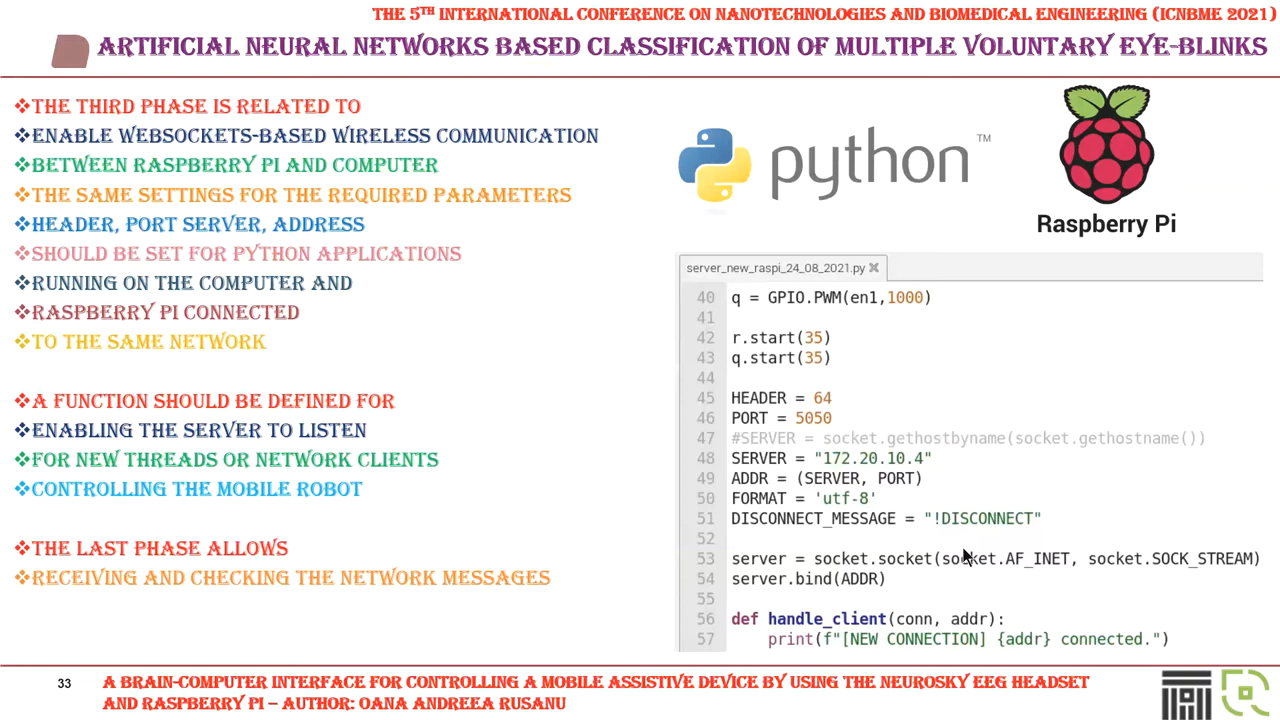 THE 5TH INTERNATIONAL CONFERENCE ON NANOTECHNOLOGIES AND BIOMEDICAL ENGINEERING (ICNBME 2021)
ARTIFICIAL NEURAL NETWORKS BASED CLASSIFICATION OF MULTIPLE VOLUNTARY EYE-BLINKS
❖THE THIRD PHASE IS RELATED TO
❖ENABLE WEBSOCKETS-BASED WIRELESS COMMUNICATION
❖BETWEEN RASPBERRY PI AND COMPUTER
❖THE SAME SETTINGS FOR THE REQUIRED PARAMETERS
❖HEADER, PORT SERVER, ADDRESS
❖SHOULD BE SET FOR PYTHON APPLICATIONS
❖RUNNING ON THE COMPUTER AND
❖RASPBERRY PI CONNECTED
❖TO THE SAME NETWORK
❖A FUNCTION SHOULD BE DEFINED FOR
❖ENABLING THE SERVER TO LISTEN
❖FOR NEW THREADS OR NETWORK CLIENTS
❖CONTROLLING THE MOBILE ROBOT
❖THE LAST PHASE ALLOWS
❖RECEIVING AND CHECKING THE NETWORK MESSAGES
python™
Raspberry Pi
server_new_raspi_24_08_2021.py ✖
40 q = GPIO.PWM(en1,1000)
41
42 r.start(35)
43 q.start(35)
44
45 HEADER = 64
46 PORT = 5050
47 #SERVER = socket.gethostbyname(socket.gethostname())
48 SERVER = "172.20.10.4"
49 ADDR = (SERVER, PORT)
50 FORMAT = 'utf-8'
51 DISCONNECT_MESSAGE = "!DISCONNECT"
52
53 server = socket.socket(socket.AF_INET, socket.SOCK_STREAM)
54 server.bind(ADDR)
55
56 def handle_client(conn, addr):
57     print(f"[NEW CONNECTION] {addr} connected.")
33
A BRAIN-COMPUTER INTERFACE FOR CONTROLLING A MOBILE ASSISTIVE DEVICE BY USING THE NEUROSKY EEG HEADSET
AND RASPBERRY PI – AUTHOR: OANA ANDREEA RUSANU